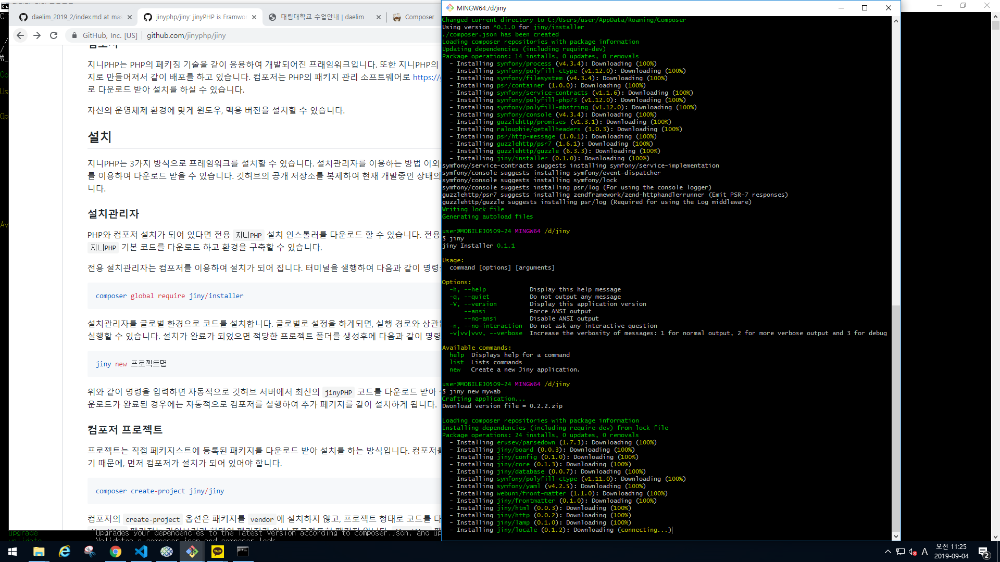 daelim_2019_2/index.md at mas
jinyphp/jiny: jinyPHP is Framwo
대림대학교 수업안내 | daelim
Composer
GitHub, Inc. [US] | github.com/jinyphp/jiny
지니PHP는 PHP의 페키징 기술을 같이 응용하여 개발되어진 프래임워크입니다. 또한 지니PHP의
지로 만들어져서 같이 배포를 하고 있습니다. 컴포저는 PHP의 패키지 관리 소프트웨어로 https://g
로 다운로드 받아 설치를 하실 수 있습니다.
자신의 운영체제 환경에 맞게 윈도우, 맥용 버전을 설치할 수 있습니다.
설치
지니PHP는 3가지 방식으로 프레임워크를 설치할 수 있습니다. 설치관리자를 이용하는 방법 이외
를 이용하여 다운로드 받을 수 있습니다. 깃허브의 공개 저장소를 복제하여 현재 개발중인 상태의
니다.
설치관리자
PHP와 컴포저 설치가 되어 있다면 전용 지니PHP 설치 인스톨러를 다운로드 할 수 있습니다. 전용
지니PHP 기본 코드를 다운로드 하고 환경을 구축할 수 있습니다.
전용 설치관리자는 컴포저를 이용하여 설치가 되어 집니다. 터미널을 샐행하여 다음과 같이 명령을
composer global require jiny/installer
설치관리자를 글로벌 환경으로 코드를 설치합니다. 글로벌로 설정을 하게되면, 실행 경로와 상관없
실행할 수 있습니다. 설치가 완료가 되었으면 적당한 프로젝트 폴더를 생성후에 다음과 같이 명령
jiny new 프로젝트명
위와 같이 명령을 입력하면 자동적으로 깃허브 서버에서 최신의 jinyPHP 코드를 다운로드 받아
운로드가 완료된 경우에는 자동적으로 컴포저를 실행하여 추가 페키지를 같이 설치하게 됩니다.
컴포저 프로젝트
프로젝트는 직접 페키지스트에 등록된 패키지를 다운로드 받아 설치를 하는 방식입니다. 컴포저를
기 때문에, 먼저 컴포저가 설치가 되어 있어야 합니다.
composer create-project jiny/jiny
컴포저의 create-project 옵션은 패키지를 vendor 에 설치하지 않고, 프로젝트 형태로 코드를 다
upgrade Upgrades your dependencies to the latest version according to composer.json, and up
validate Validates a composer.json and composer.lock
MINGW64:/d/jiny
Changed current directory to C:/Users/user/AppData/Roaming/Composer
Using version ^0.1.0 for jiny/installer
./composer.json has been created
Loading composer repositories with package information
Updating dependencies (including require-dev)
Package operations: 14 installs, 0 updates, 0 removals
- Installing symfony/process (v4.3.4): Downloading (100%)
- Installing symfony/polyfill-ctype (v1.12.0): Downloading (100%)
- Installing symfony/filesystem (v4.3.4): Downloading (100%)
- Installing psr/container (1.0.0): Downloading (100%)
- Installing symfony/service-contracts (v1.1.6): Downloading (100%)
- Installing symfony/polyfill-php73 (v1.12.0): Downloading (100%)
- Installing symfony/polyfill-mbstring (v1.12.0): Downloading (100%)
- Installing symfony/console (v4.3.4): Downloading (100%)
- Installing guzzlehttp/promises (v1.3.1): Downloading (100%)
- Installing ralouphie/getallheaders (3.0.3): Downloading (100%)
- Installing psr/http-message (1.0.1): Downloading (100%)
- Installing guzzlehttp/psr7 (1.6.1): Downloading (100%)
- Installing guzzlehttp/guzzle (6.3.3): Downloading (100%)
- Installing jiny/installer (0.1.0): Downloading (100%)
symfony/service-contracts suggests installing symfony/service-implementation
symfony/console suggests installing symfony/event-dispatcher
symfony/console suggests installing symfony/lock
symfony/console suggests installing psr/log (For using the console logger)
guzzlehttp/psr7 suggests installing zendframework/zend-httphandlerrunner (Emit PSR-7 responses)
guzzlehttp/guzzle suggests installing psr/log (Required for using the Log middleware)
Writing lock file
Generating autoload files
user@MOBILEJO509-24 MINGW64 /d/jiny
$ jiny
jiny Installer 0.1.1
Usage:
command [options] [arguments]
Options:
-h, --help Display this help message
-q, --quiet Do not output any message
-V, --version Display this application version
--ansi Force ANSI output
--no-ansi Disable ANSI output
-n, --no-interaction Do not ask any interactive question
-v|vv|vvv, --verbose Increase the verbosity of messages: 1 for normal output, 2 for more verbose output and 3 for debug
Available commands:
help Displays help for a command
list Lists commands
new Create a new Jiny application.
user@MOBILEJO509-24 MINGW64 /d/jiny
$ jiny new mywab
Crafting application...
Dwonload version file = 0.2.2.zip
Loading composer repositories with package information
Installing dependencies (including require-dev) from lock file
Package operations: 24 installs, 0 updates, 0 removals
- Installing erusev/parsedown (1.7.3): Downloading (100%)
- Installing jiny/board (0.0.3): Downloading (100%)
- Installing jiny/config (0.1.0): Downloading (100%)
- Installing jiny/core (0.1.3): Downloading (100%)
- Installing jiny/database (0.0.7): Downloading (100%)
- Installing symfony/polyfill-ctype (v1.11.0): Downloading (100%)
- Installing symfony/yaml (v4.2.5): Downloading (100%)
- Installing webuni/front-matter (1.1.0): Downloading (100%)
- Installing jiny/frontmatter (0.1.0): Downloading (100%)
- Installing jiny/html (0.0.3): Downloading (100%)
- Installing jiny/http (0.0.2): Downloading (100%)
- Installing jiny/lamp (0.1.0): Downloading (100%)
- Installing jiny/locale (0.1.2): Downloading (connecting...)
TALK
A
오전 11:25
2019-09-04
2